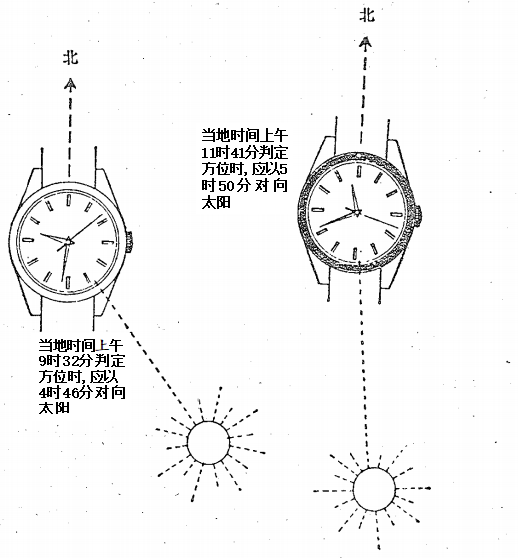 北
北
当地时间上午
11时41分判定
方位时,应以5
时50分对向
太阳
当地时间上午
9时32分判定
方位时,应以
4时46分对向
太阳